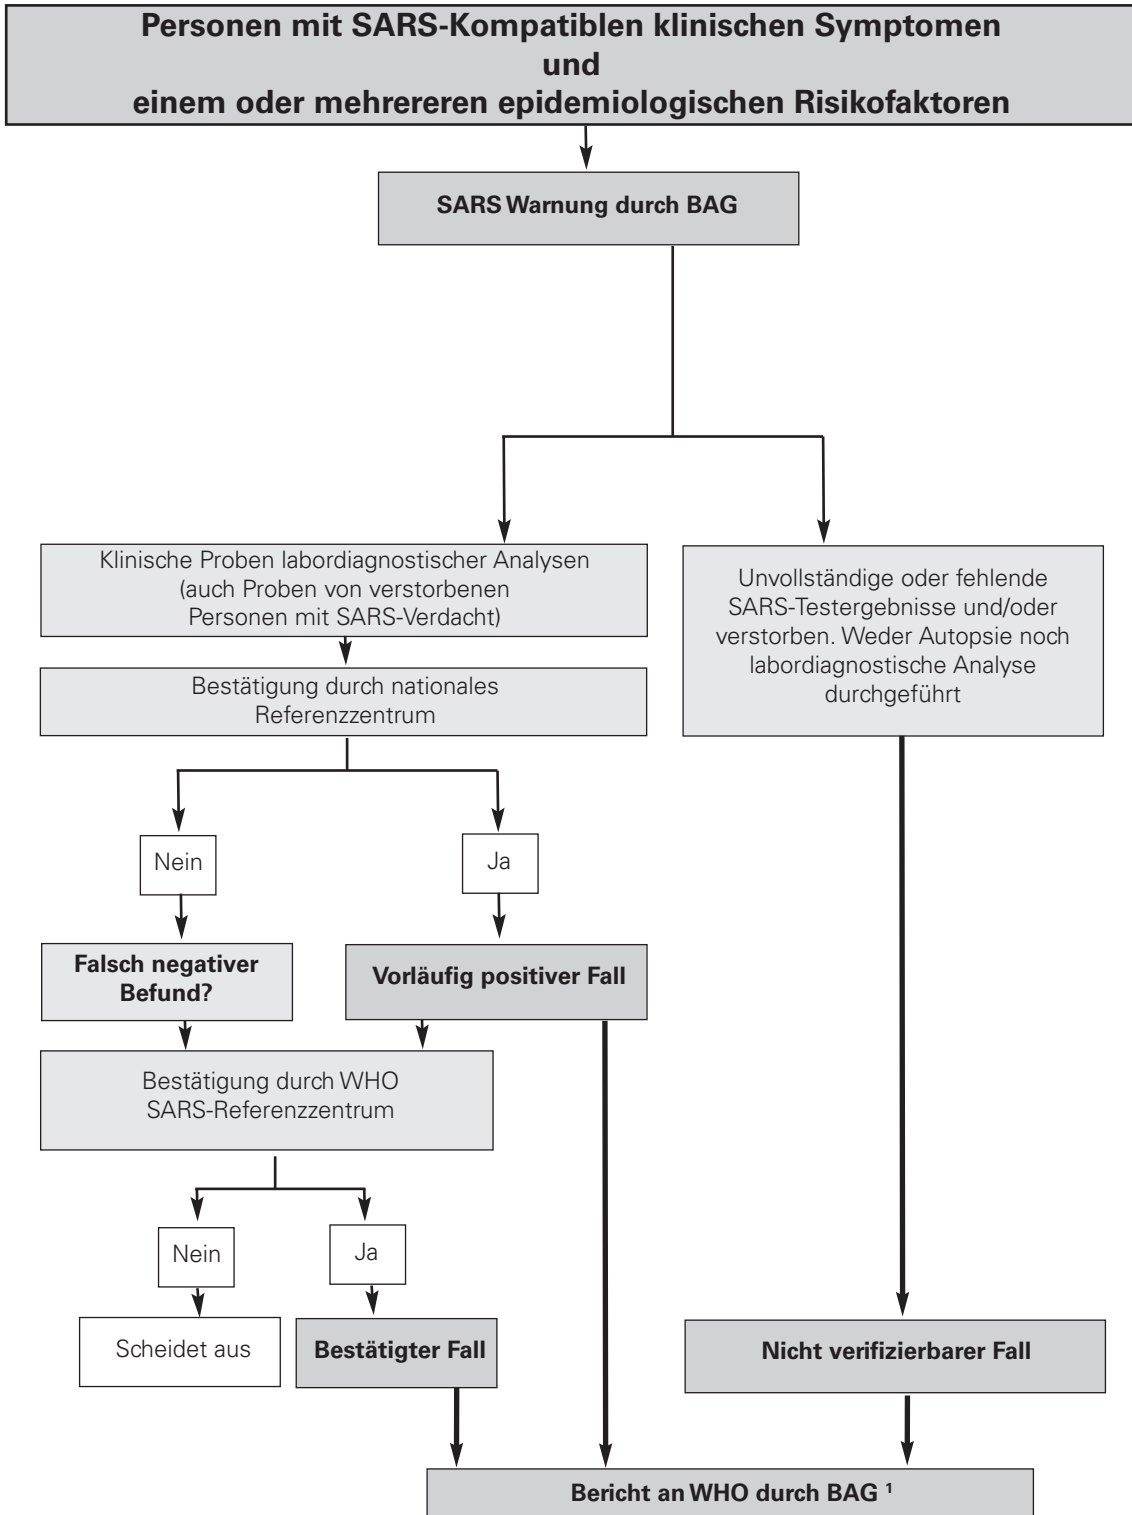 Personen mit SARS-Kompatiblen klinischen Symptomen
und
einem oder mehrereren epidemiologischen Risikofaktoren
SARS Warnung durch BAG
Klinische Proben labordiagnostischer Analysen
(auch Proben von verstorbenen
Personen mit SARS-Verdacht)
Unvollständige oder fehlende
SARS-Testergebnisse und/oder
verstorben. Weder Autopsie noch
labordiagnostische Analyse
durchgeführt
Bestätigung durch nationales
Referenzzentrum
Nein
Ja
Falsch negativer
Befund?
Vorläufig positiver Fall
Bestätigung durch WHO
SARS-Referenzzentrum
Nein
Ja
Scheidet aus
Bestätigter Fall
Nicht verifizierbarer Fall
Bericht an WHO durch BAG ¹